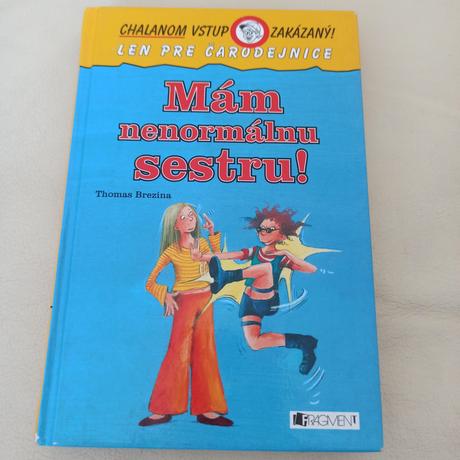 CHALANOM VSTUP ZAKÁZANÝ!
LEN PRE ČARODEJNICE
Mám
nenormálnu
sestru!
Thomas Brezina
FRAGMENT